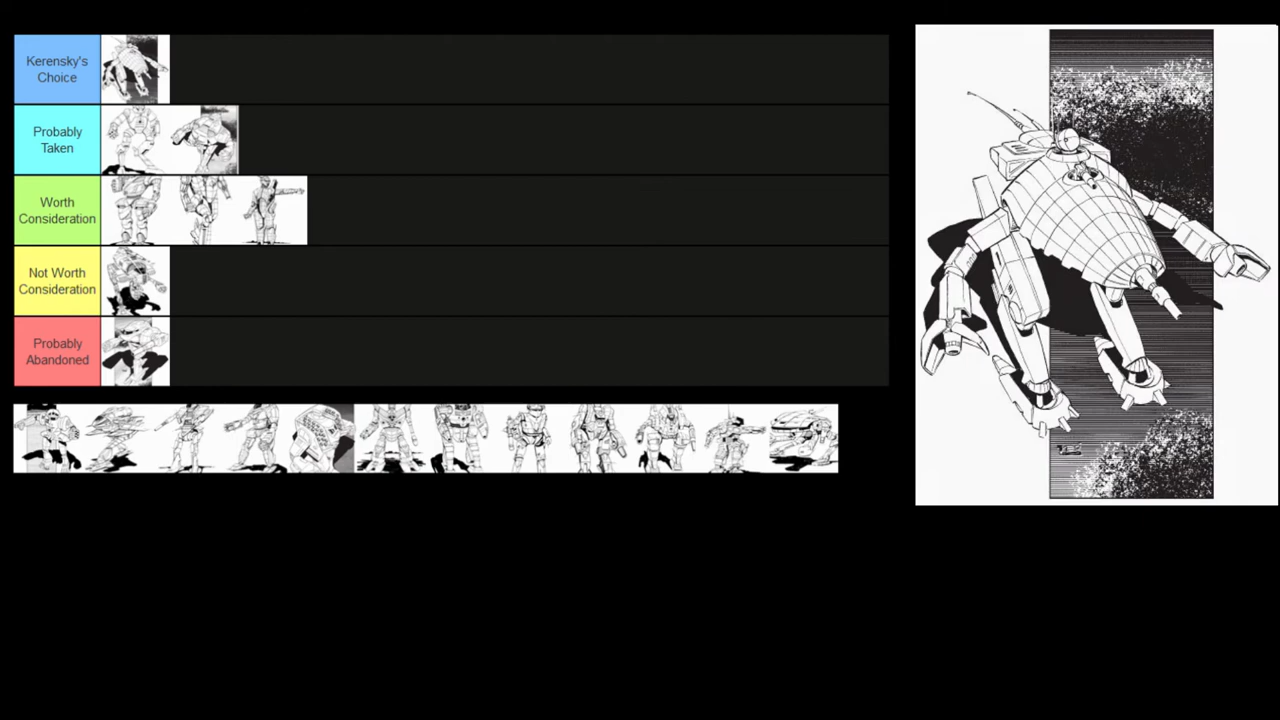 Kerensky's
Choice
Probably
Taken
Worth
Consideration
Not Worth
Consideration
Probably
Abandoned